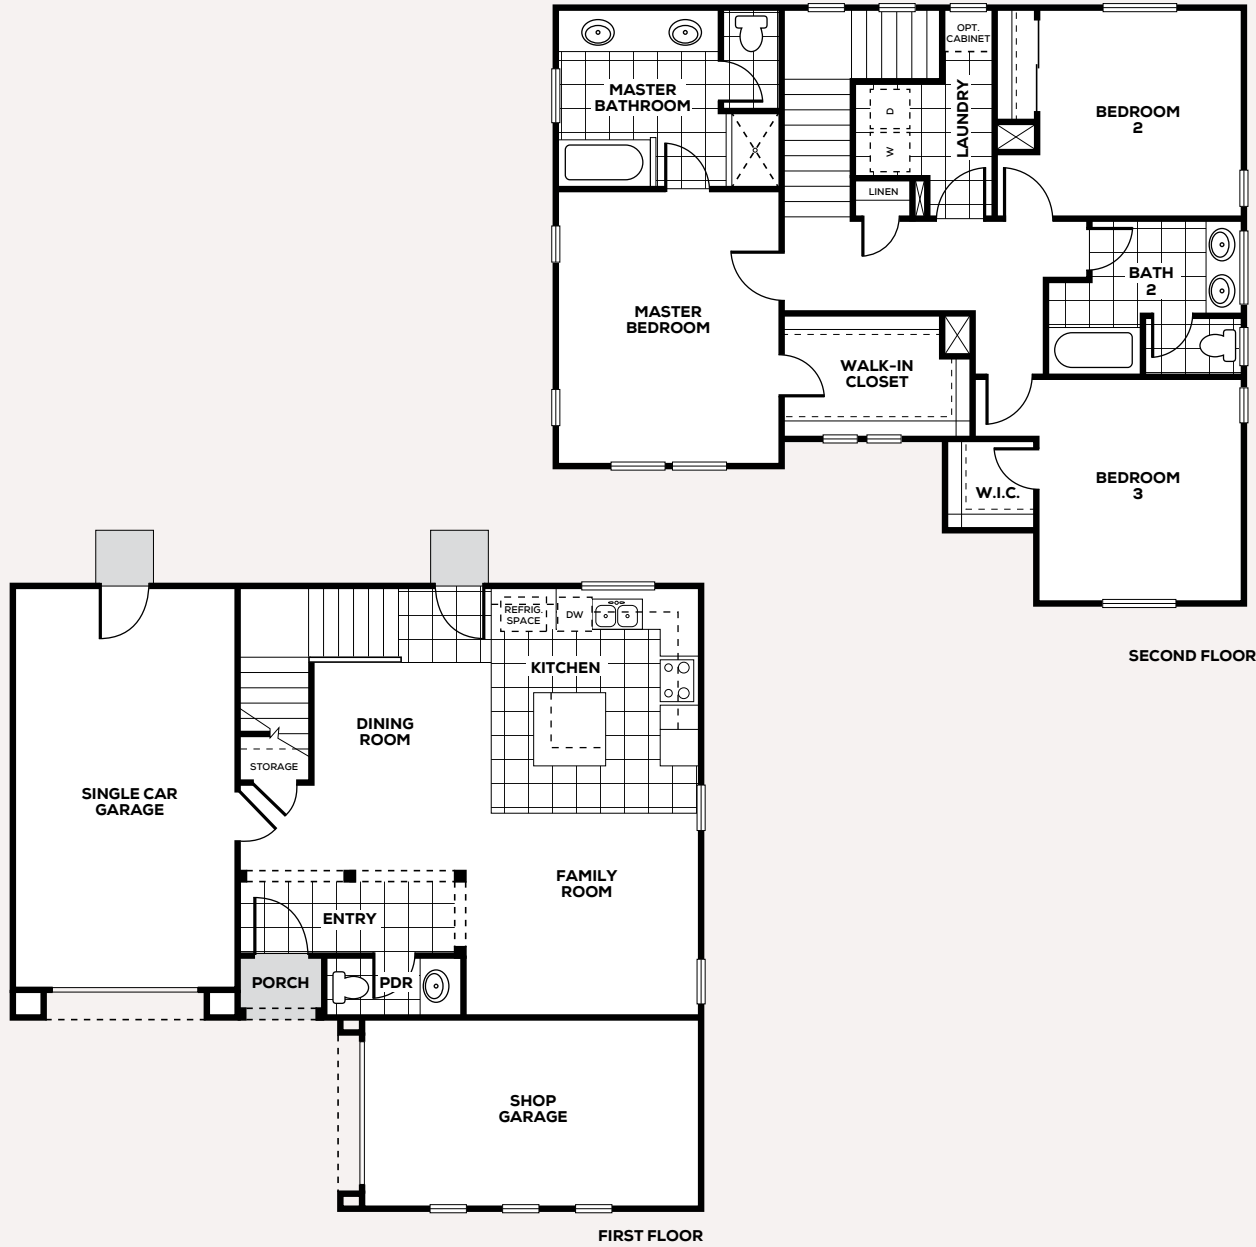 OPT.
CABINET
MASTER
BATHROOM
D
W
LAUNDRY
BEDROOM
2
LINEN
MASTER
BEDROOM
BATH
2
WALK-IN
CLOSET
W.I.C.
BEDROOM
3
SECOND FLOOR
REFRIG.
SPACE
DW
KITCHEN
DINING
ROOM
STORAGE
SINGLE CAR
GARAGE
FAMILY
ROOM
ENTRY
PORCH
PDR
SHOP
GARAGE
FIRST FLOOR